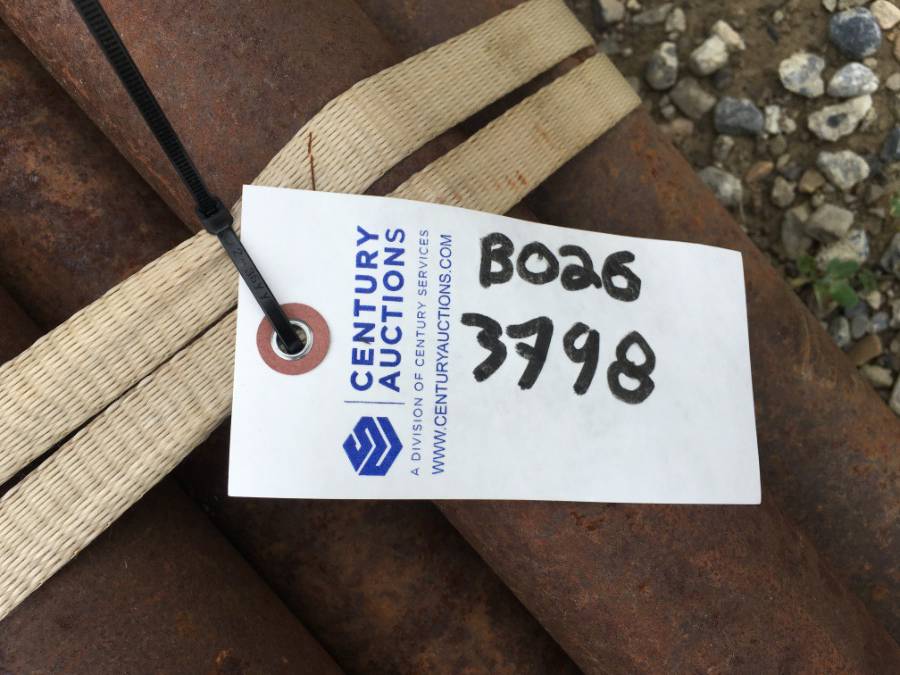 CENTURY
AUCTIONS
A DIVISION OF CENTURY SERVICES
WWW.CENTURYAUCTIONS.COM
B026
3798